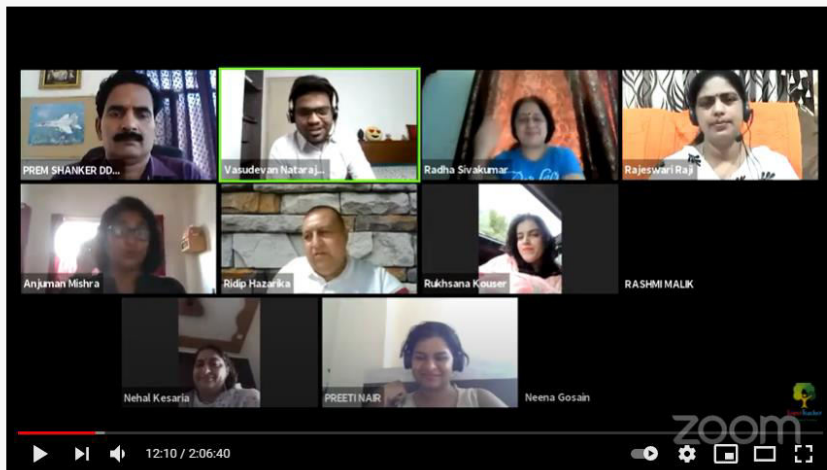 PREM SHANKER DD...
Vasudevan Nataraj...
Radha Sivakumar...
Rajeswari Raji
Anjuman Mishra
Ridip Hazarika
Rukhsana Kouser
RASHMI MALIK
Nehal Kesaria
PREETI NAIR
Neena Gosain
zoom
12:10 / 2:06:40